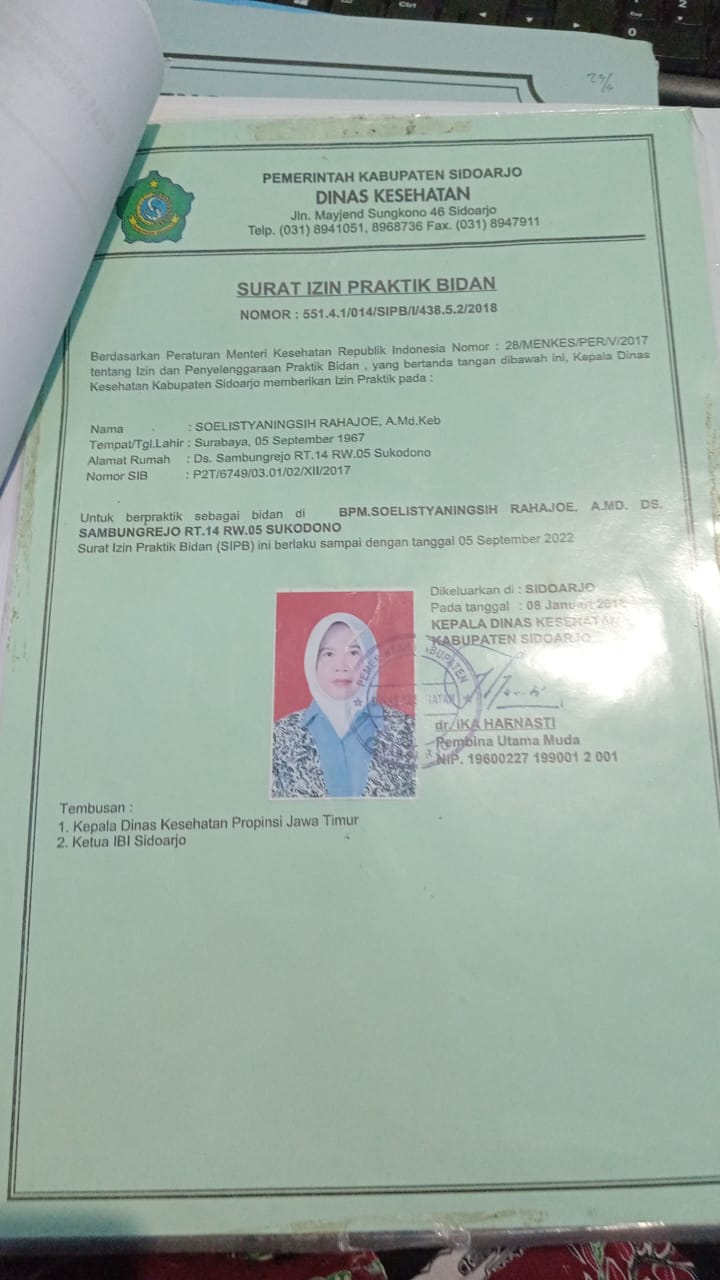 PEMERINTAH KABUPATEN SIDOARJO
DINAS KESEHATAN
Jln. Mayjend Sungkono 46 Sidoarjo
Telp. (031) 8941051, 8968736 Fax. (031) 8947911
SURAT IZIN PRAKTIK BIDAN
NOMOR : 551.4.1/014/SIPB/I/438.5.2/2018
Berdasarkan Peraturan Menteri Kesehatan Republik Indonesia Nomor : 28/MENKES/PER/V/2017
tentang Izin dan Penyelenggaraan Praktik Bidan , yang bertanda tangan dibawah ini, Kepala Dinas
Kesehatan Kabupaten Sidoarjo memberikan Izin Praktik pada :
Nama : SOELISTYANINGSIH RAHAJOE, A.Md.Keb
Tempat/Tgl.Lahir : Surabaya, 05 September 1967
Alamat Rumah : Ds. Sambungrejo RT.14 RW.05 Sukodono
Nomor SIB : P2T/6749/03.01/02/XII/2017
Untuk berpraktik sebagai bidan di BPM.SOELISTYANINGSIH RAHAJOE, A.MD. DS.
SAMBUNGREJO RT.14 RW.05 SUKODONO
Surat Izin Praktik Bidan (SIPB) ini berlaku sampai dengan tanggal 05 September 2022
Dikeluarkan di : SIDOARJO
Pada tanggal : 08 Januari 2018
KEPALA DINAS KESEHATAN
KABUPATEN SIDOARJO
dr. IKA HARNASTI
Pembina Utama Muda
NIP. 19600227 199001 2 001
Tembusan :
1. Kepala Dinas Kesehatan Propinsi Jawa Timur
2. Ketua IBI Sidoarjo